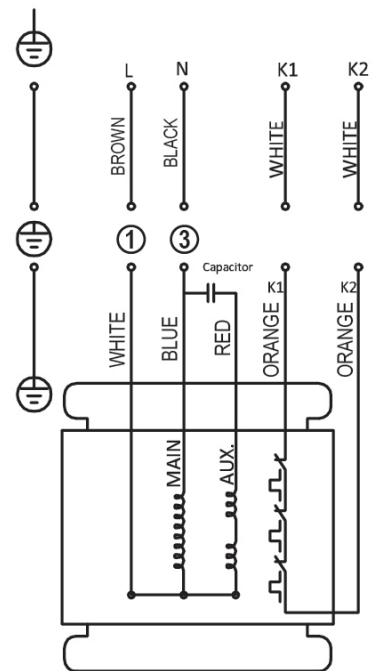 L N K1 K2
BROWN BLACK WHITE WHITE
1 3
Capacitor
K1 K2
WHITE BLUE RED ORANGE ORANGE
MAIN AUX.